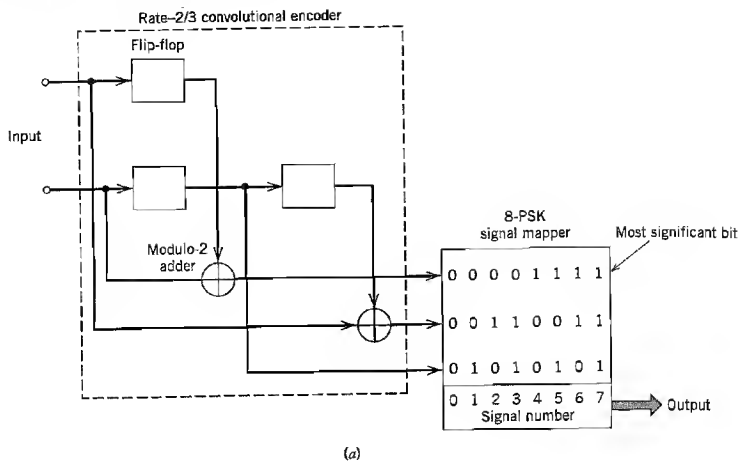 Rate–2/3 convolutional encoder
Flip-flop
Input
Modulo-2
adder
8-PSK
signal mapper
Most significant bit
0 0 0 0 1 1 1 1
0 0 1 1 0 0 1 1
0 1 0 1 0 1 0 1
0 1 2 3 4 5 6 7
Signal number
Output
(a)